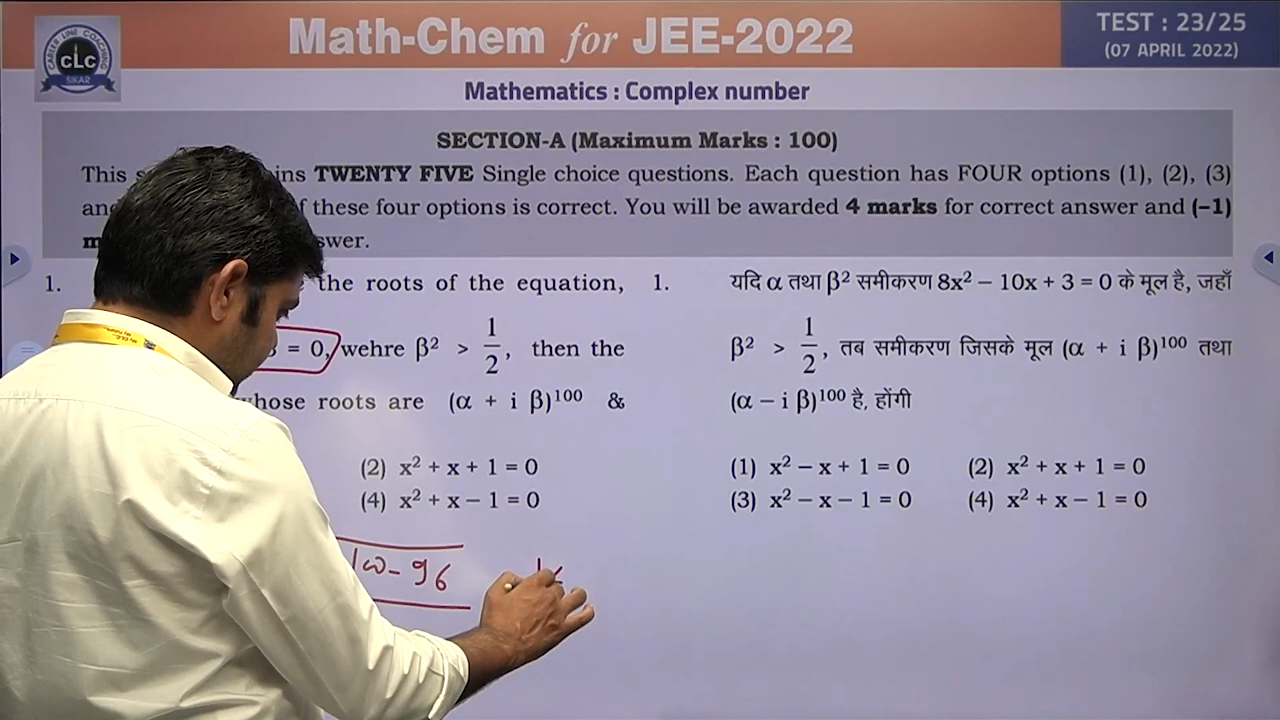 CAREER LINE COACHING
CLC
SIKAR
Math-Chem for JEE-2022
TEST : 23/25
(07 APRIL 2022)
Mathematics : Complex number
SECTION-A (Maximum Marks : 100)
This TWENTY FIVE Single choice questions. Each question has FOUR options (1), (2), (3)
these four options is correct. You will be awarded 4 marks for correct answer and (–1)
1. the roots of the equation,
= 0, wehre β² > 1/2, then the
roots are (α + i β)¹⁰⁰ &
(2) x² + x + 1 = 0
(4) x² + x – 1 = 0
1. यदि α तथा β² समीकरण 8x² – 10x + 3 = 0 के मूल है, जहाँ
β² > 1/2, तब समीकरण जिसके मूल (α + i β)¹⁰⁰ तथा
(α – i β)¹⁰⁰ है, होंगी
(1) x² – x + 1 = 0 (2) x² + x + 1 = 0
(3) x² – x – 1 = 0 (4) x² + x – 1 = 0
96